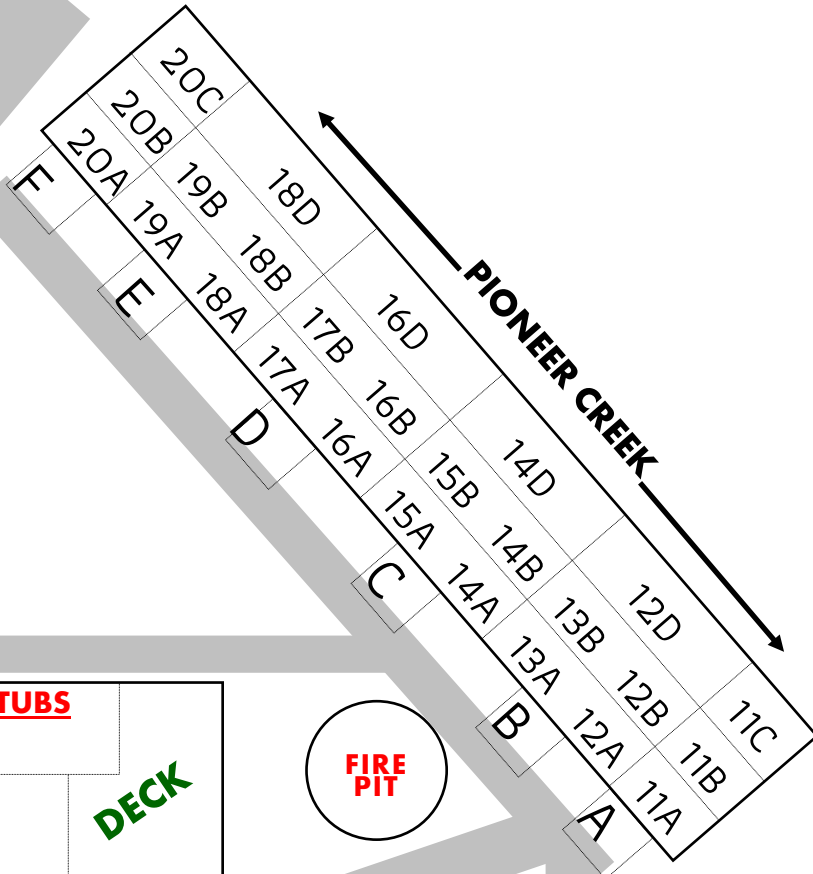 20C
20B
20A
F
19B
18D
19A
18B
E
18A
17B
16D
17A
16B
PIONEER CREEK
D
16A
15B
14D
15A
14B
C
14A
13B
12D
13A
12B
B
12A
11B
11C
A
11A
TUBS
DECK
FIRE
PIT